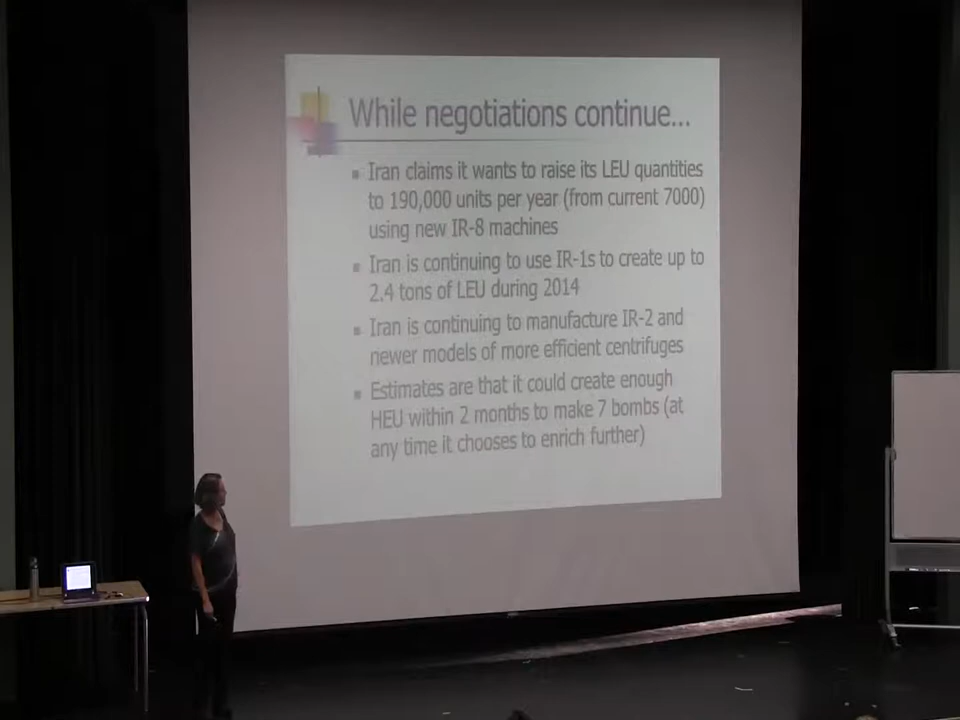 While negotiations continue...
Iran claims it wants to raise its LEU quantities
to 190,000 units per year (from current 7000)
using new IR-8 machines
Iran is continuing to use IR-1s to create up to
2.4 tons of LEU during 2014
Iran is continuing to manufacture IR-2 and
newer models of more efficient centrifuges
Estimates are that it could create enough
HEU within 2 months to make 7 bombs (at
any time it chooses to enrich further)